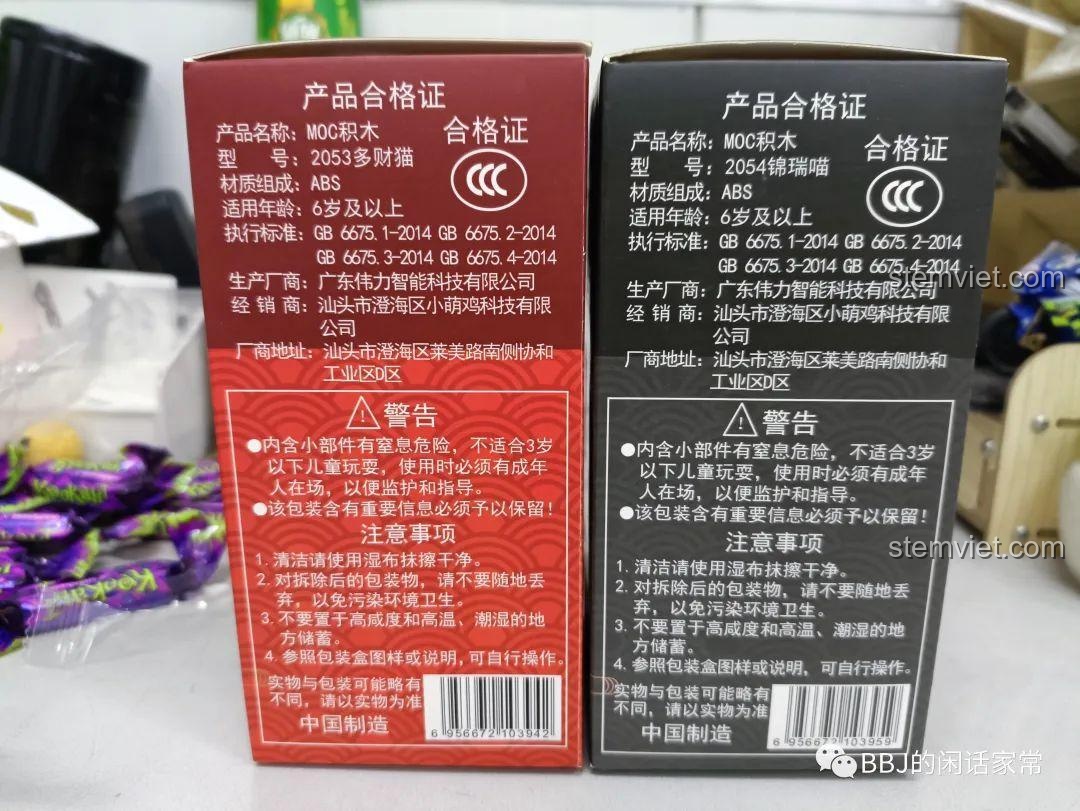 产品合格证
产品名称：MOC积木
合格证
型 号：2053多财猫
CCC
材质组成：ABS
适用年龄：6岁及以上
执行标准：GB 6675.1-2014 GB 6675.2-2014
GB 6675.3-2014 GB 6675.4-2014
生产厂商：广东伟力智能科技有限公司
经 销 商：汕头市澄海区小萌鸡科技有限
公司
厂商地址：汕头市澄海区莱美路南侧协和
工业区D区
警告
●内含小部件有窒息危险，不适合3岁
以下儿童玩耍，使用时必须有成年
人在场，以便监护和指导。
●该包装含有重要信息必须予以保留！
注意事项
1. 清洁请使用湿布抹擦干净。
2. 对拆除后的包装物，请不要随地丢
弃，以免污染环境卫生。
3. 不要置于高咸度和高温、潮湿的地
方储蓄。
4. 参照包装盒图样或说明，可自行操作。
实物与包装可能略有
不同，请以实物为准
中国制造
6 956672 103942
产品合格证
产品名称：MOC积木
合格证
型 号：2054锦瑞喵
CCC
材质组成：ABS
适用年龄：6岁及以上
执行标准：GB 6675.1-2014 GB 6675.2-2014
GB 6675.3-2014 GB 6675.4-2014
生产厂商：广东伟力智能科技有限公司
经 销 商：汕头市澄海区小萌鸡科技有限
公司
厂商地址：汕头市澄海区莱美路南侧协和
工业区D区
警告
●内含小部件有窒息危险，不适合3岁
以下儿童玩耍，使用时必须有成年
人在场，以便监护和指导。
●该包装含有重要信息必须予以保留！
注意事项
1. 清洁请使用湿布抹擦干净。
2. 对拆除后的包装物，请不要随地丢
弃，以免污染环境卫生。
3. 不要置于高咸度和高温、潮湿的地
方储蓄。
4. 参照包装盒图样或说明，可自行操作。
实物与包装可能略有
不同，请以实物为准
中国制造
6 956672 103959
stemviet.com
stemviet.com
BBJ的闲话家常